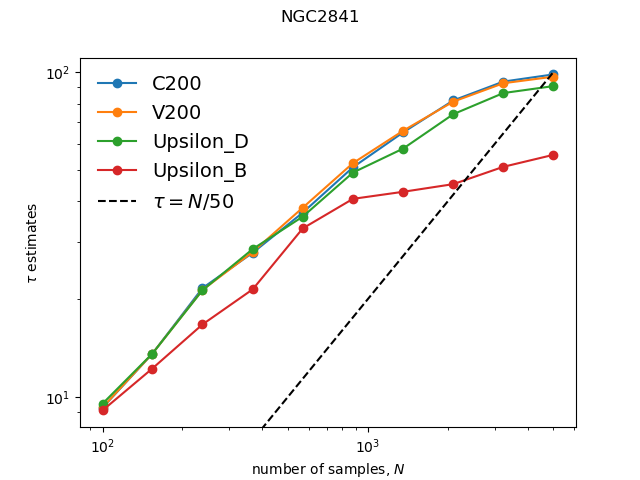 NGC2841
10²
C200
V200
Upsilon_D
Upsilon_B
τ = N/50
τ estimates
10¹
10² 10³
number of samples, N